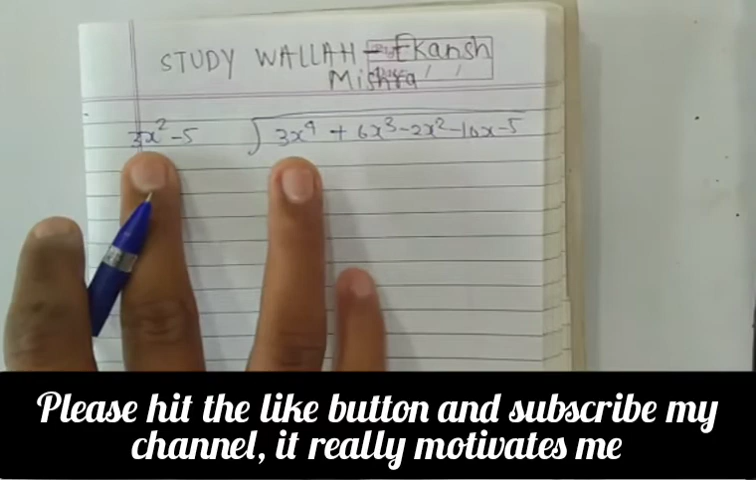 STUDY WALLAH - Ekansh
Mishra
3x² - 5 3x⁴ + 6x³ - 2x² - 10x - 5
Please hit the like button and subscribe my
channel, it really motivates me